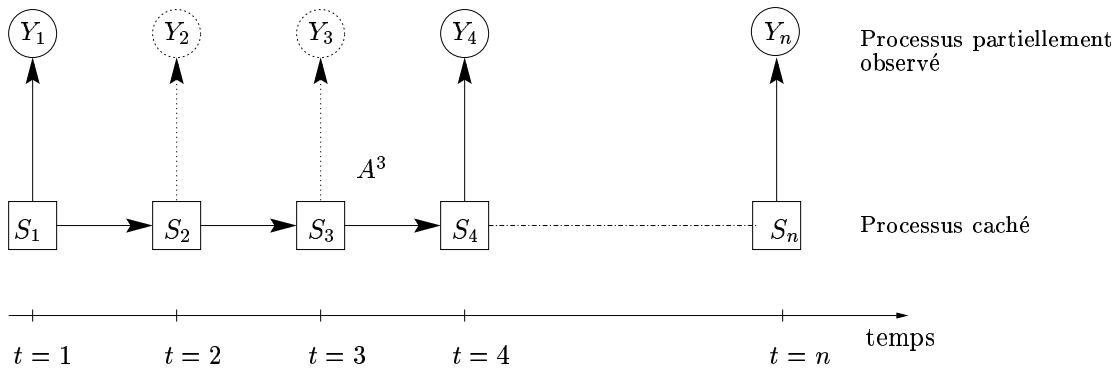 Y₁ Y₂ Y₃ Y₄ Yₙ
Processus partiellement
observé
A³
S₁ S₂ S₃ S₄ Sₙ
Processus caché
temps
t = 1 t = 2 t = 3 t = 4 t = n